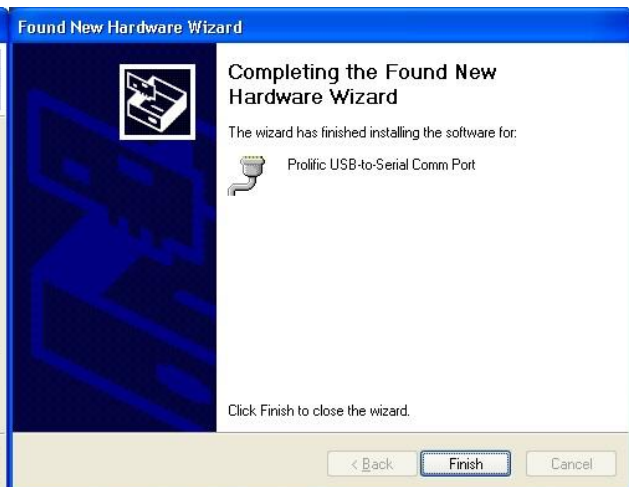 Found New Hardware Wizard
Completing the Found New
Hardware Wizard
The wizard has finished installing the software for:
Prolific USB-to-Serial Comm Port
Click Finish to close the wizard.
< Back
Finish
Cancel